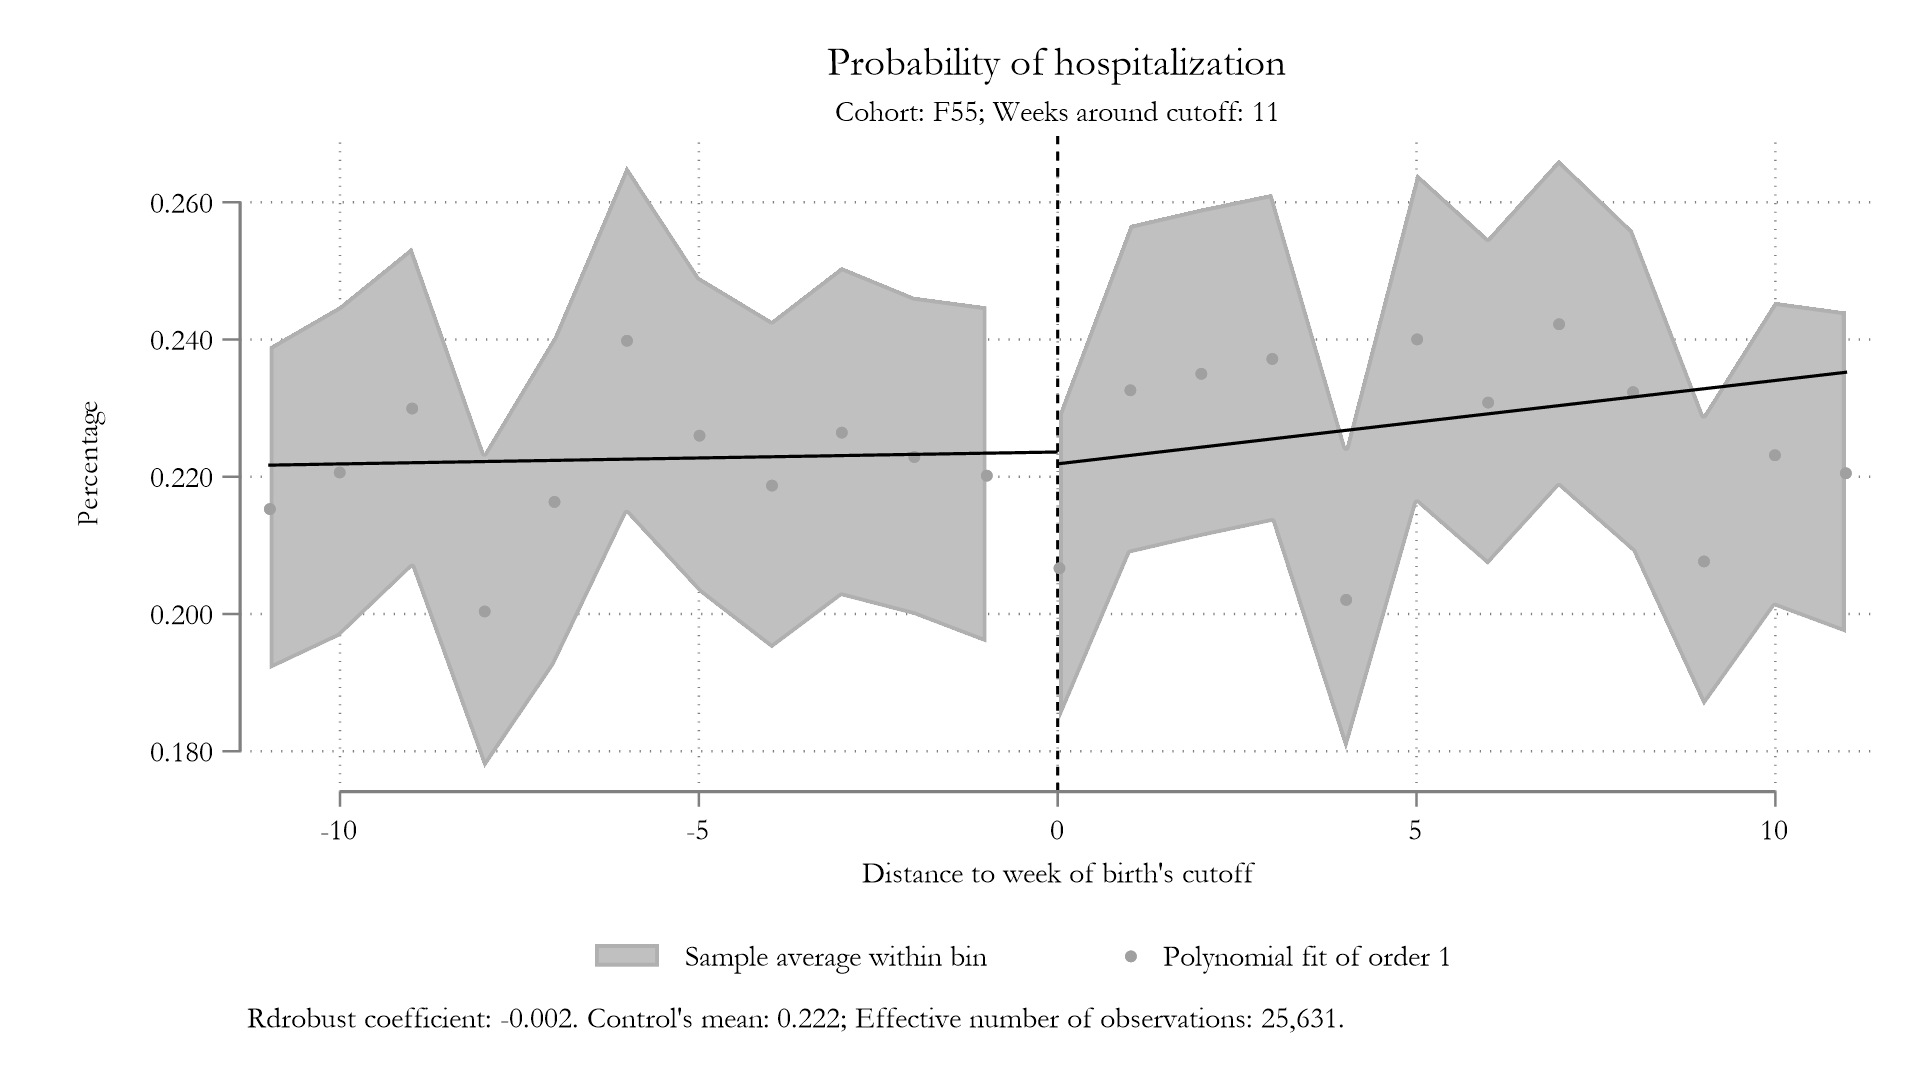 Probability of hospitalization
Cohort: F55; Weeks around cutoff: 11
0.260
0.240
0.220
0.200
0.180
Percentage
-10 -5 0 5 10
Distance to week of birth's cutoff
Sample average within bin Polynomial fit of order 1
Rdrobust coefficient: -0.002. Control's mean: 0.222; Effective number of observations: 25,631.